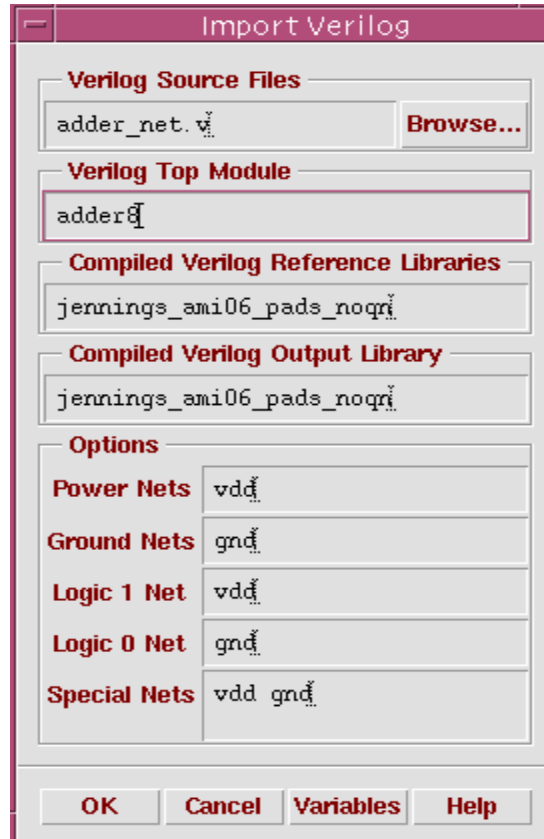 Import Verilog
Verilog Source Files
adder_net.v Browse...
Verilog Top Module
adder8
Compiled Verilog Reference Libraries
jennings_ami06_pads_noqn
Compiled Verilog Output Library
jennings_ami06_pads_noqn
Options
Power Nets vdd
Ground Nets gnd
Logic 1 Net vdd
Logic 0 Net gnd
Special Nets vdd gnd
OK Cancel Variables Help